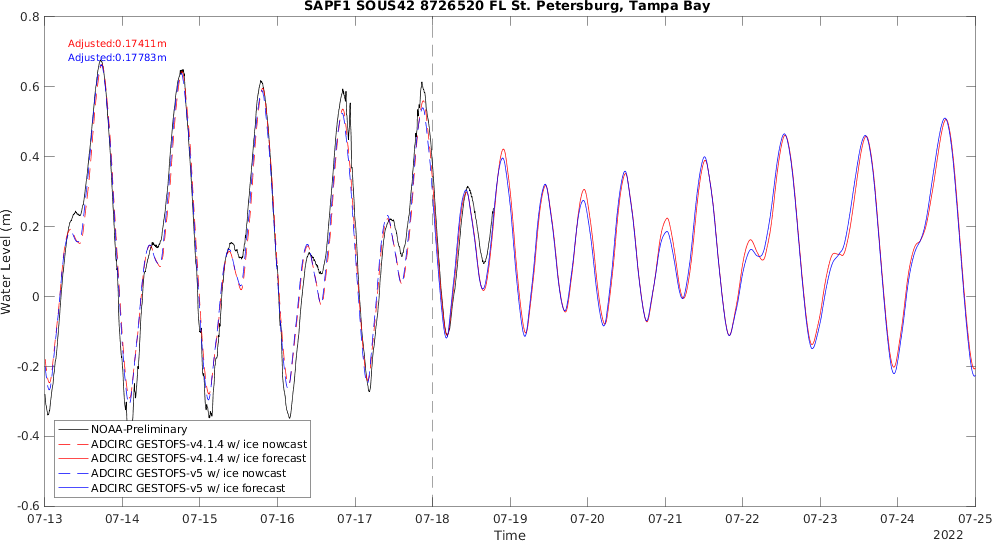 SAPF1 SOUS42 8726520 FL St. Petersburg, Tampa Bay
0.8
0.6
0.4
0.2
0
-0.2
-0.4
-0.6
Water Level (m)
Adjusted:0.17411m
Adjusted:0.17783m
NOAA-Preliminary
ADCIRC GESTOFS-v4.1.4 w/ ice nowcast
ADCIRC GESTOFS-v4.1.4 w/ ice forecast
ADCIRC GESTOFS-v5 w/ ice nowcast
ADCIRC GESTOFS-v5 w/ ice forecast
07-13 07-14 07-15 07-16 07-17 07-18 07-19 07-20 07-21 07-22 07-23 07-24 07-25
Time
2022